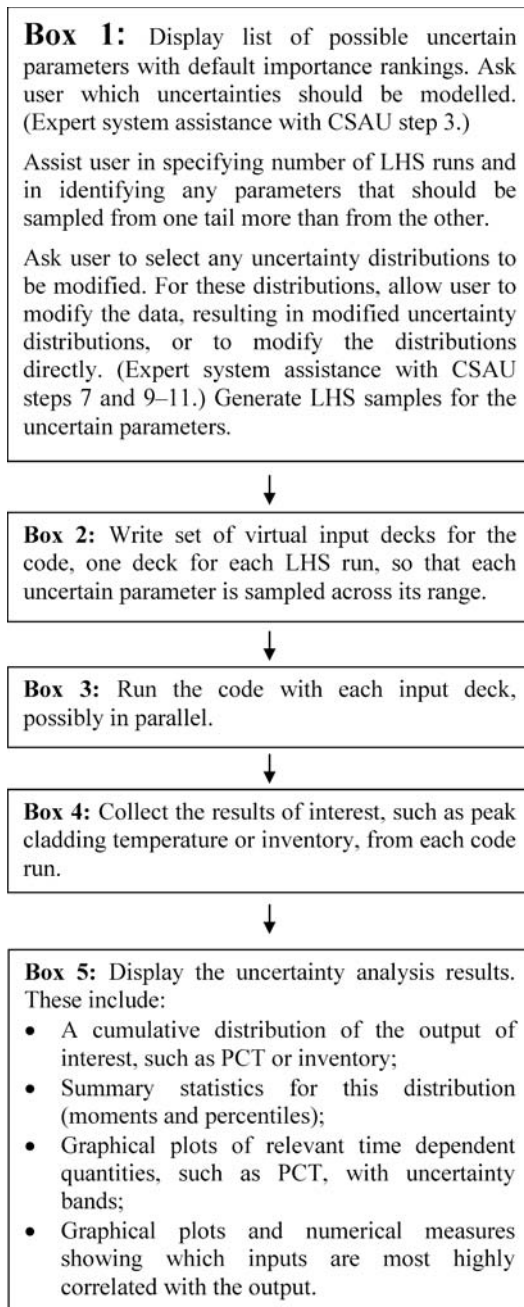 Box 1: Display list of possible uncertain
parameters with default importance rankings. Ask
user which uncertainties should be modelled.
(Expert system assistance with CSAU step 3.)
Assist user in specifying number of LHS runs and
in identifying any parameters that should be
sampled from one tail more than from the other.
Ask user to select any uncertainty distributions to
be modified. For these distributions, allow user to
modify the data, resulting in modified uncertainty
distributions, or to modify the distributions
directly. (Expert system assistance with CSAU
steps 7 and 9–11.) Generate LHS samples for the
uncertain parameters.
Box 2: Write set of virtual input decks for the
code, one deck for each LHS run, so that each
uncertain parameter is sampled across its range.
Box 3: Run the code with each input deck,
possibly in parallel.
Box 4: Collect the results of interest, such as peak
cladding temperature or inventory, from each code
run.
Box 5: Display the uncertainty analysis results.
These include:
• A cumulative distribution of the output of
interest, such as PCT or inventory;
• Summary statistics for this distribution
(moments and percentiles);
• Graphical plots of relevant time dependent
quantities, such as PCT, with uncertainty
bands;
• Graphical plots and numerical measures
showing which inputs are most highly
correlated with the output.